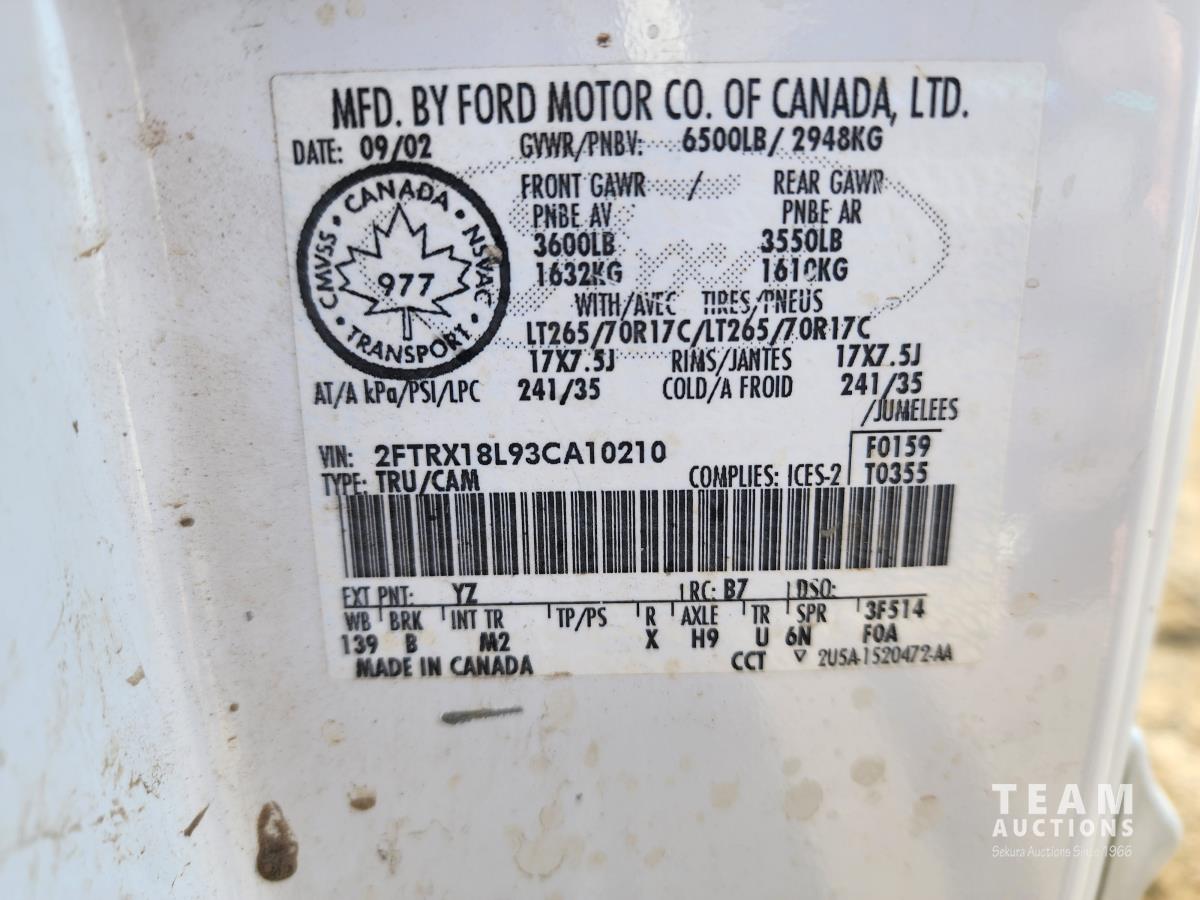 MFD. BY FORD MOTOR CO. OF CANADA, LTD.
DATE: 09/02 GVWR/PNBV: 6500LB/ 2948KG
FRONT GAWR / REAR GAWR
PNBE AV PNBE AR
3600LB 3550LB
1632KG 1610KG
WITH/AVEC TIRES/PNEUS
LT265/70R17C/LT265/70R17C
17X7.5J RIMS/JANTES 17X7.5J
AT/A kPa/PSI/LPC 241/35 COLD/A FROID 241/35
/JUMELEES
CANADA • NSVAC • TRANSPORT • CMVSS •
977
VIN: 2FTRX18L93CA10210 F0159
TYPE: TRU/CAM COMPLIES: ICES-2 T0355
EXT PNT: YZ RC: B7 DSO:
WB BRK INT TR TP/PS R AXLE TR SPR 3F514
139 B M2 X H9 U 6N F0A
MADE IN CANADA CCT ▽ 2U5A-1520472-AA
TEAM
AUCTIONS
Sekura Auctions Since 1966